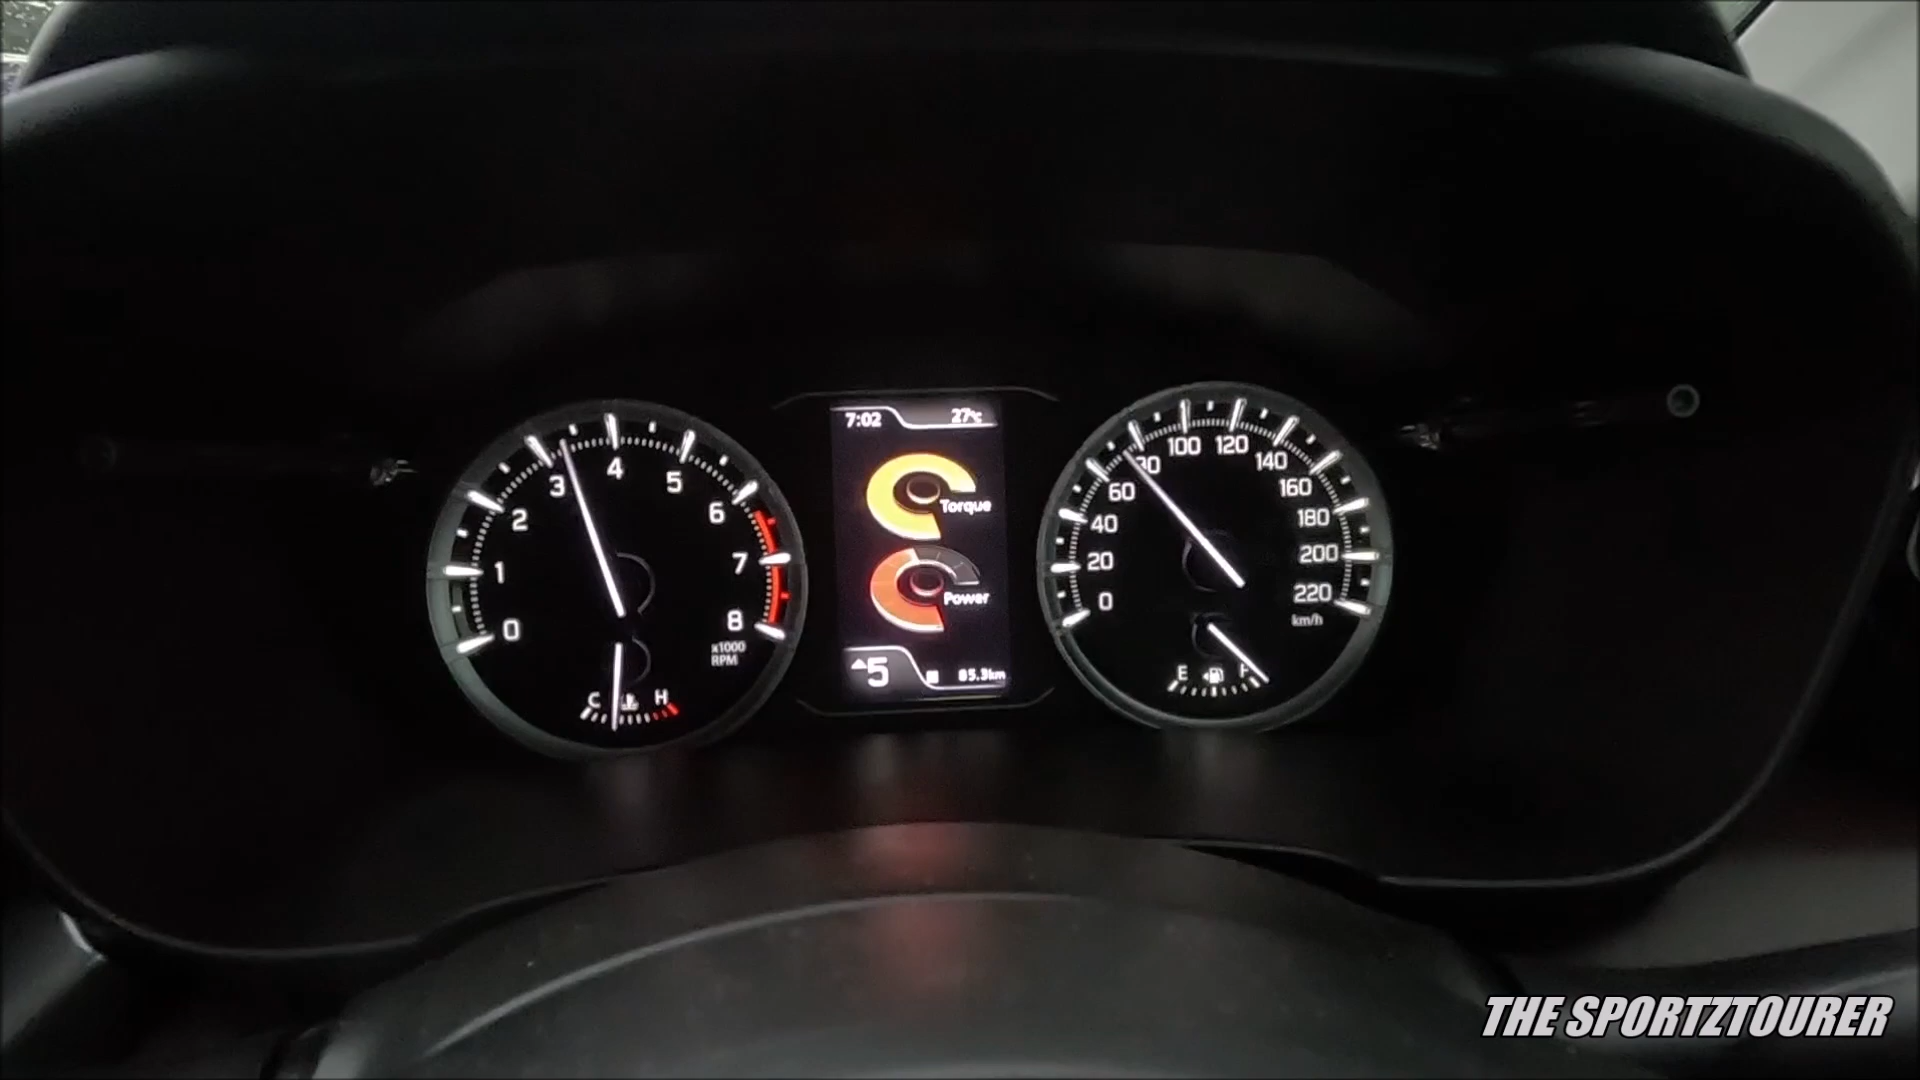 7:02 27°C
0 1 2 3 4 5 6 7 8
x1000
RPM
C H
Torque
Power
5 85.3km
0 20 40 60 80 100 120 140 160 180 200 220
km/h
E F
THE SPORTZTOURER